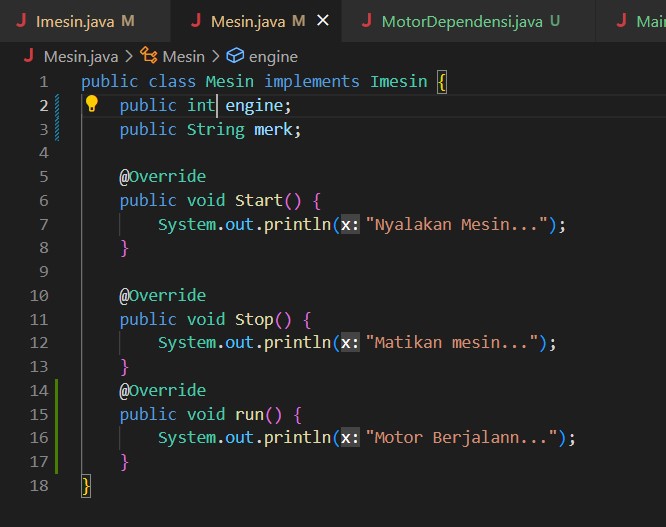 Imesin.java M
Mesin.java M
MotorDependensi.java U
Mai
Mesin.java > Mesin > engine
1 public class Mesin implements Imesin {
2 public int engine;
3 public String merk;
4
5 @Override
6 public void Start() {
7 System.out.println(x: "Nyalakan Mesin...");
8 }
9
10 @Override
11 public void Stop() {
12 System.out.println(x: "Matikan mesin...");
13 }
14 @Override
15 public void run() {
16 System.out.println(x: "Motor Berjalann...");
17 }
18 }